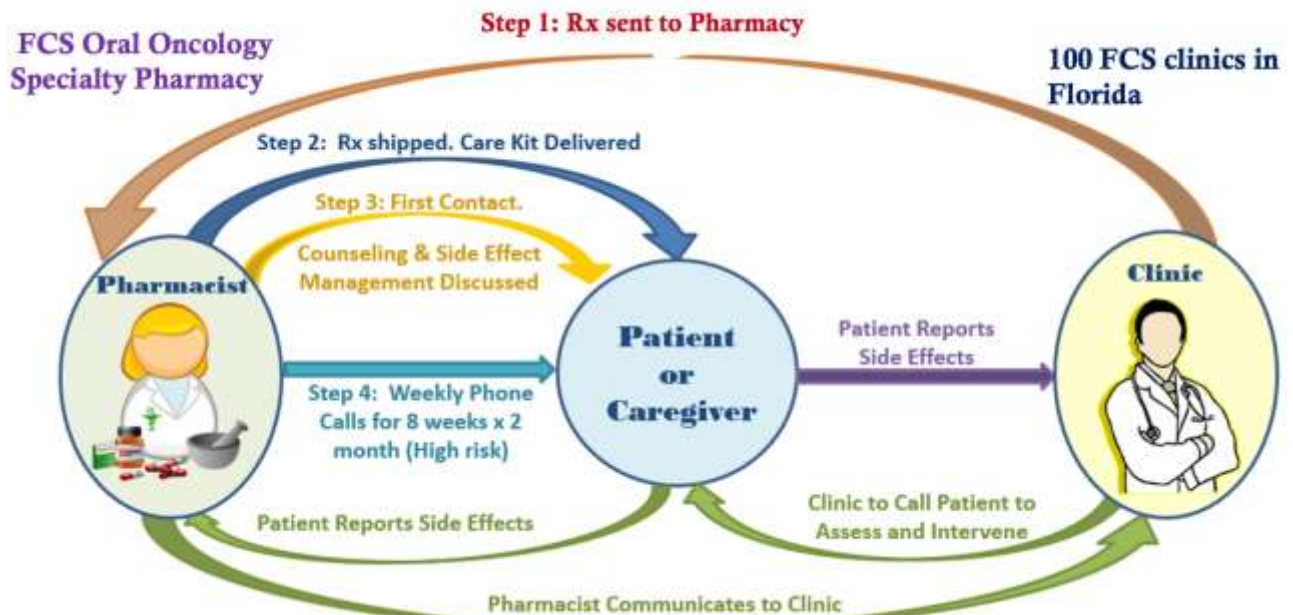 Step 1: Rx sent to Pharmacy
FCS Oral Oncology
Specialty Pharmacy
100 FCS clinics in
Florida
Step 2: Rx shipped. Care Kit Delivered
Step 3: First Contact.
Counseling & Side Effect
Management Discussed
Pharmacist
Clinic
Patient
or
Caregiver
Patient Reports
Side Effects
Step 4: Weekly Phone
Calls for 8 weeks x 2
month (High risk)
Patient Reports Side Effects
Clinic to Call Patient to
Assess and Intervene
Pharmacist Communicates to Clinic